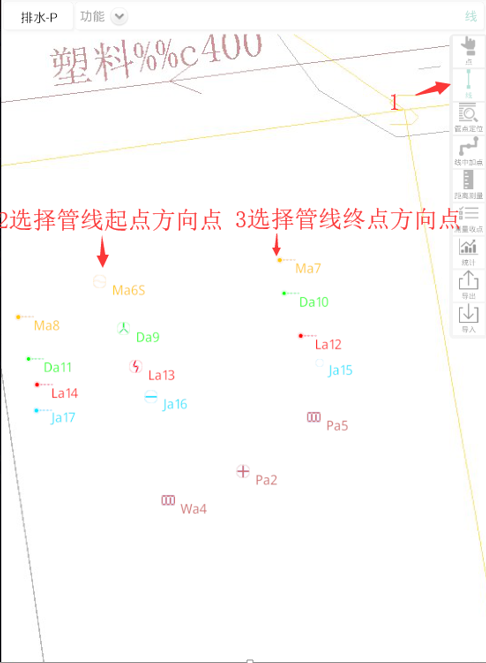 排水-P 功能 线
塑料%%c400
点
1
线
看点定位
线中加点
距离测量
2选择管线起点方向点 3选择管线终点方向点
测量收点
统计
Ma7
Ma6S
导出
Da10
Ma8
导入
Da9
La12
Da11
La13
Ja15
La14
Ja16
Ja17
Pa5
Pa2
Wa4